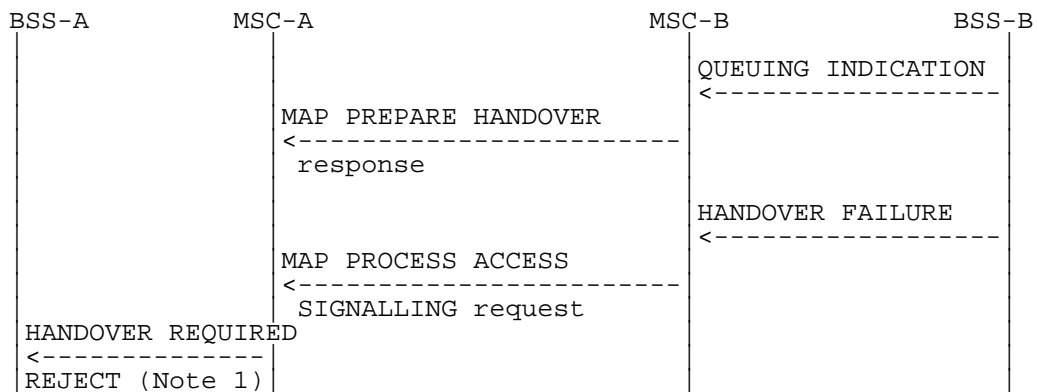 BSS-A MSC-A MSC-B BSS-B
QUEUING INDICATION
MAP PREPARE HANDOVER
response
HANDOVER FAILURE
MAP PROCESS ACCESS
SIGNALLING request
HANDOVER REQUIRED
REJECT (Note 1)